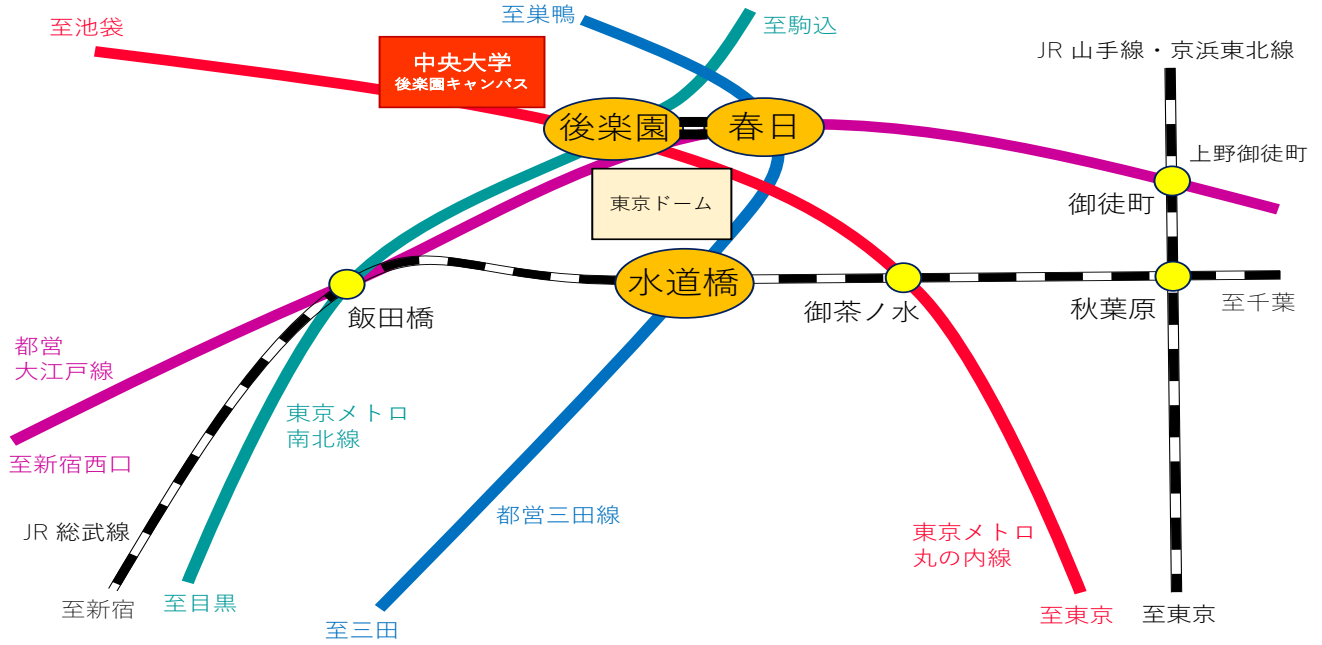 至巣鴨
至池袋
至駒込
JR 山手線・京浜東北線
中央大学
後楽園キャンパス
後楽園
春日
上野御徒町
東京ドーム
御徒町
水道橋
飯田橋
御茶ノ水
秋葉原
至千葉
都営
大江戸線
東京メトロ
南北線
至新宿西口
JR 総武線
都営三田線
東京メトロ
丸の内線
至新宿
至目黒
至三田
至東京
至東京